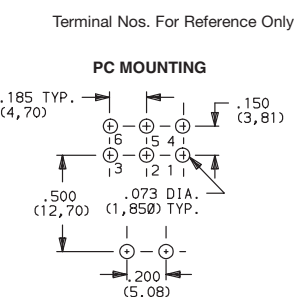 Terminal Nos. For Reference Only
PC MOUNTING
.185 TYP.
(4,70)
.150
(3,81)
6 5 4
3 2 1
.500
(12,70)
.073 DIA.
(1,850) TYP.
.200
(5.08)